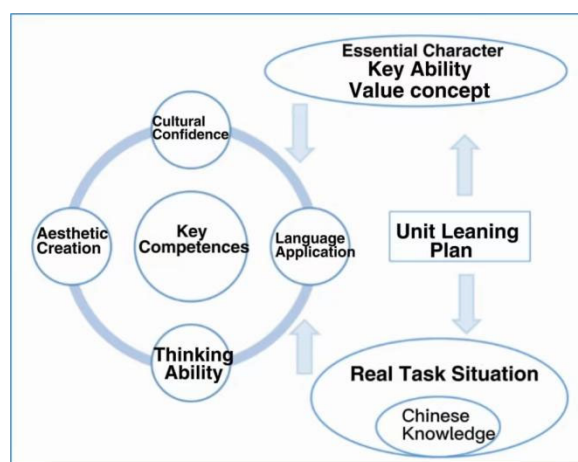 Essential Character
Key Ability
Value concept
Cultural
Confidence
Aesthetic
Creation
Key
Competences
Language
Application
Unit Leaning
Plan
Thinking
Ability
Real Task Situation
Chinese
Knowledge